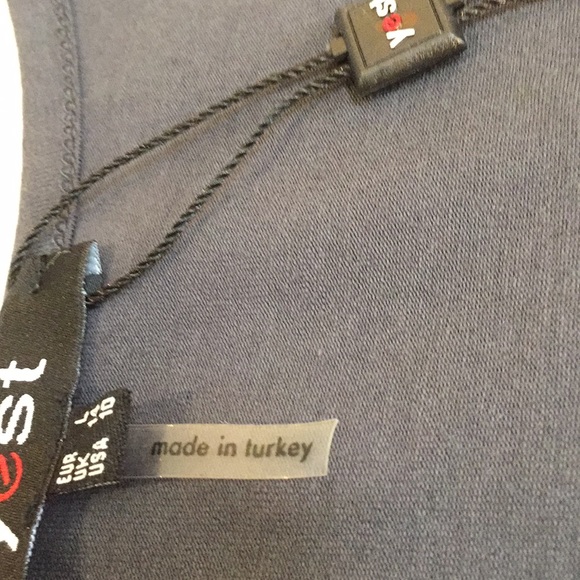 yest
yest
EUR L
UK 14
USA 10
made in turkey